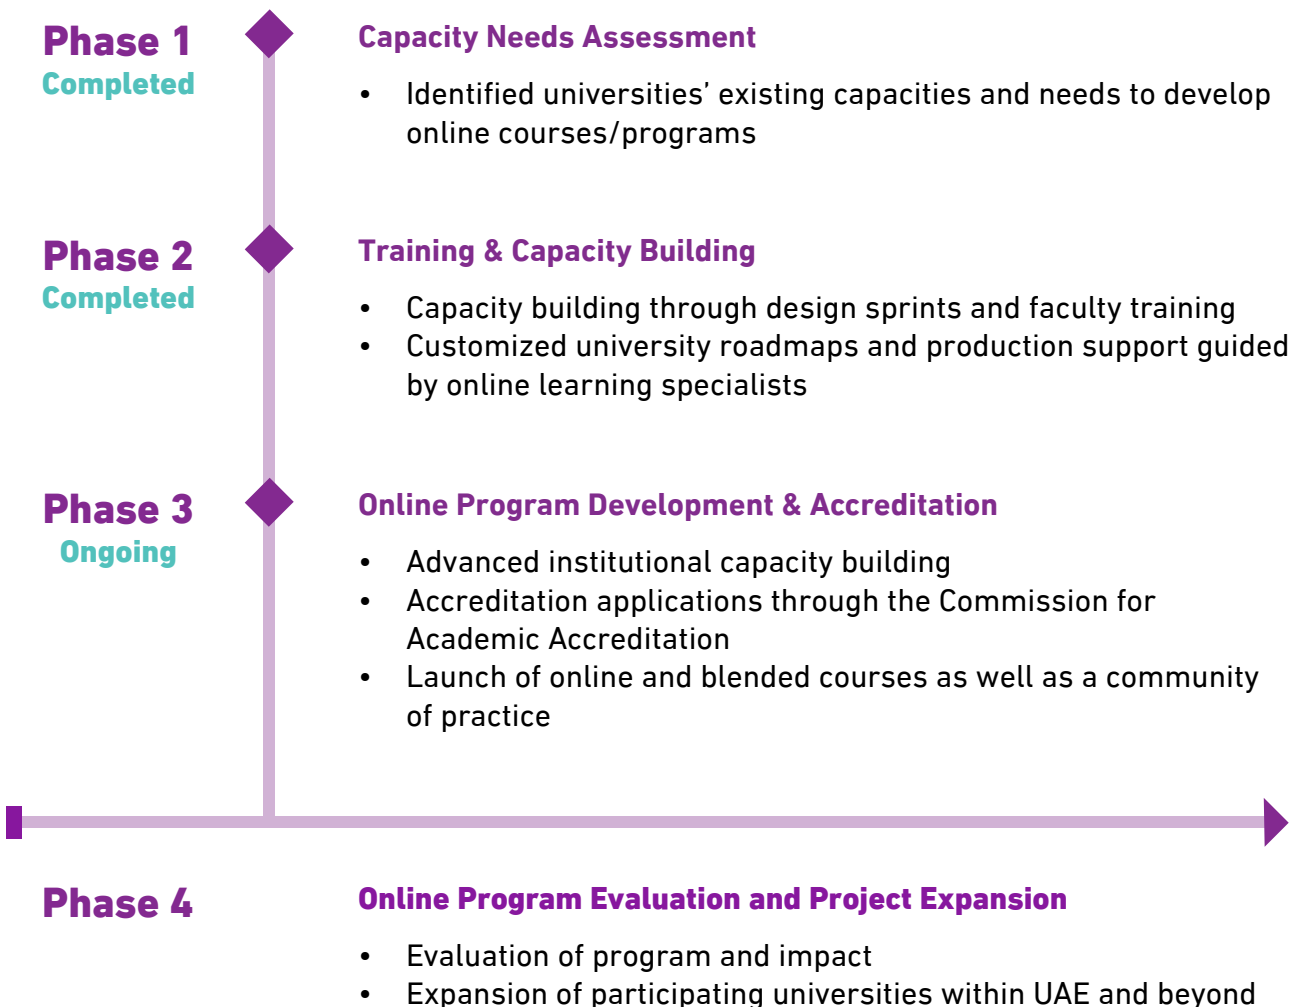 Phase 1
Completed
Capacity Needs Assessment
• Identified universities’ existing capacities and needs to develop
online courses/programs
Phase 2
Completed
Training & Capacity Building
• Capacity building through design sprints and faculty training
• Customized university roadmaps and production support guided
by online learning specialists
Phase 3
Ongoing
Online Program Development & Accreditation
• Advanced institutional capacity building
• Accreditation applications through the Commission for
Academic Accreditation
• Launch of online and blended courses as well as a community
of practice
Phase 4
Online Program Evaluation and Project Expansion
• Evaluation of program and impact
• Expansion of participating universities within UAE and beyond